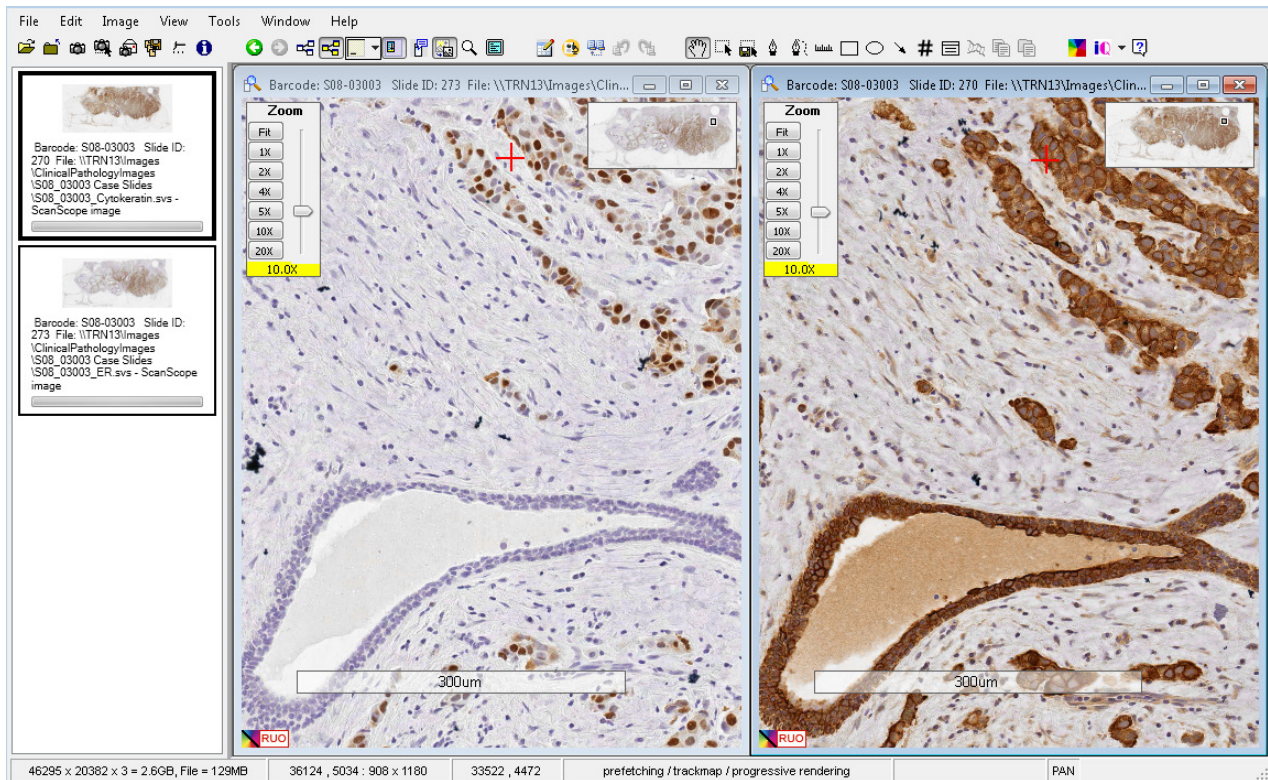 File Edit Image View Tools Window Help
Barcode: S08-03003 Slide ID:
270 File: \\TRN13\Images
\ClinicalPathologyImages
\S08_03003 Case Slides
\S08_03003_Cytokeratin.svs -
ScanScope image
Barcode: S08-03003 Slide ID:
273 File: \\TRN13\Images
\ClinicalPathologyImages
\S08_03003 Case Slides
\S08_03003_ER.svs - ScanScope
image
Barcode: S08-03003 Slide ID: 273 File: \\TRN13\Images\Clin...
Zoom
Fit
1X
2X
4X
5X
10X
20X
10.0X
300um
RUO
Barcode: S08-03003 Slide ID: 270 File: \\TRN13\Images\Clin...
Zoom
Fit
1X
2X
4X
5X
10X
20X
10.0X
300um
RUO
iQ
46295 x 20382 x 3 = 2.6GB, File = 129MB
36124 , 5034 : 908 x 1180
33522 , 4472
prefetching / trackmap / progressive rendering
PAN